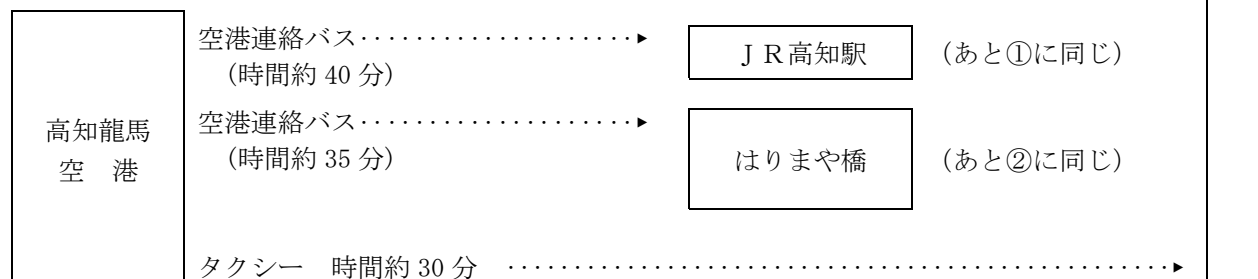 空港連絡バス····················▶ ＪＲ高知駅 (あと①に同じ)
(時間約 40 分)
高知龍馬
空　港
空港連絡バス····················▶ はりまや橋 (あと②に同じ)
(時間約 35 分)
タクシー　時間約 30 分 ··················································▶